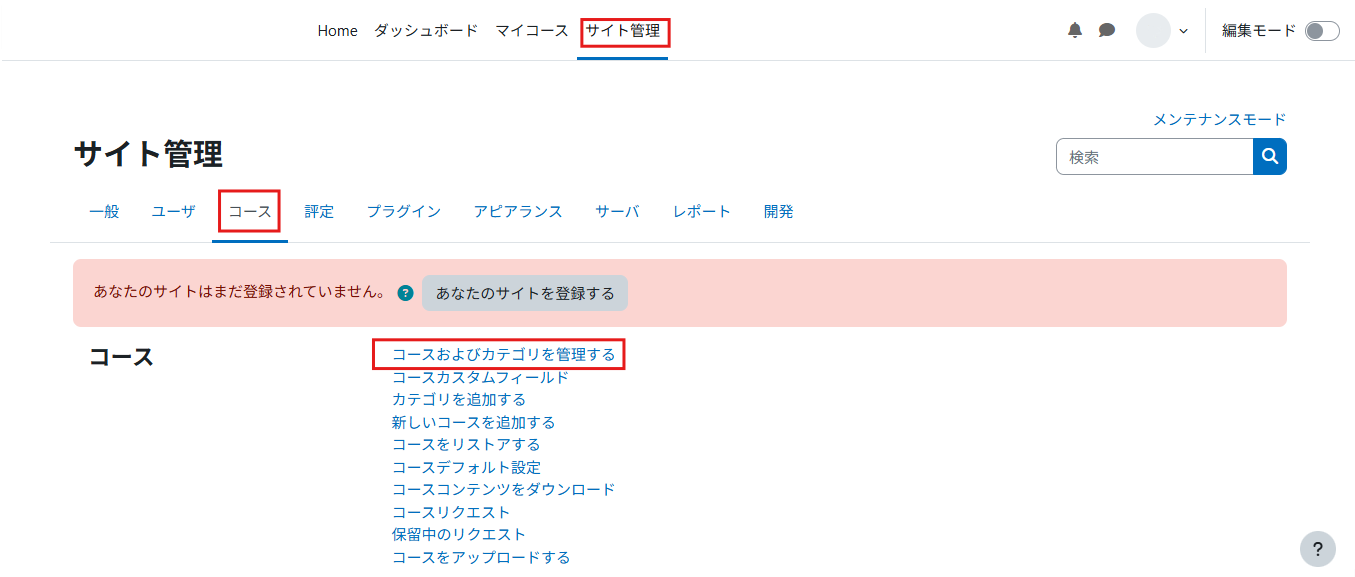 Home ダッシュボード マイコース サイト管理 編集モード
メンテナンスモード
サイト管理
検索
一般 ユーザ コース 評定 プラグイン アピアランス サーバ レポート 開発
あなたのサイトはまだ登録されていません。 ? あなたのサイトを登録する
コース
コースおよびカテゴリを管理する
コースカスタムフィールド
カテゴリを追加する
新しいコースを追加する
コースをリストアする
コースデフォルト設定
コースコンテンツをダウンロード
コースリクエスト
保留中のリクエスト
コースをアップロードする
?